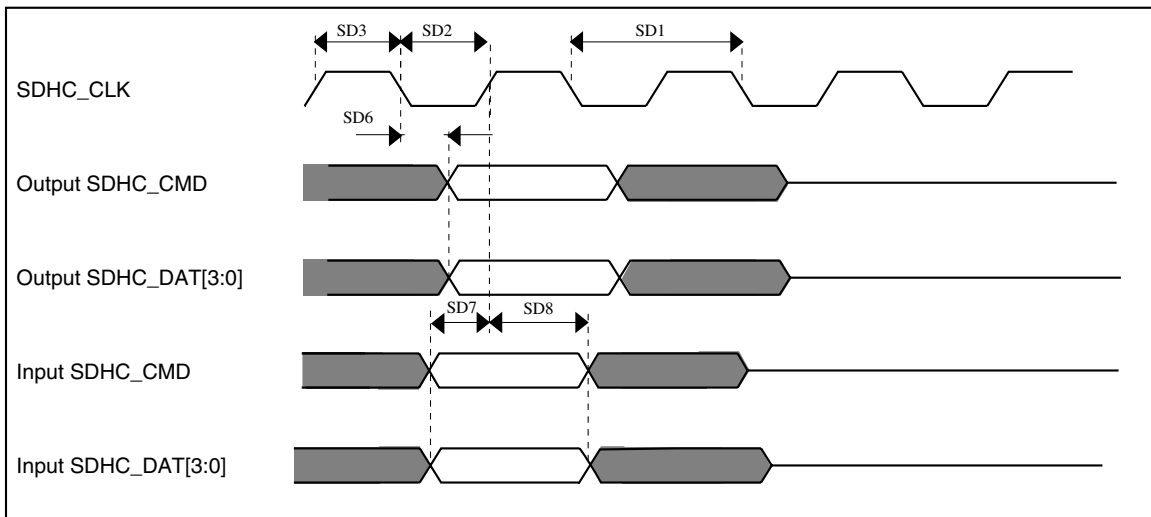 SD3 SD2 SD1
SDHC_CLK
SD6
Output SDHC_CMD
Output SDHC_DAT[3:0]
SD7 SD8
Input SDHC_CMD
Input SDHC_DAT[3:0]